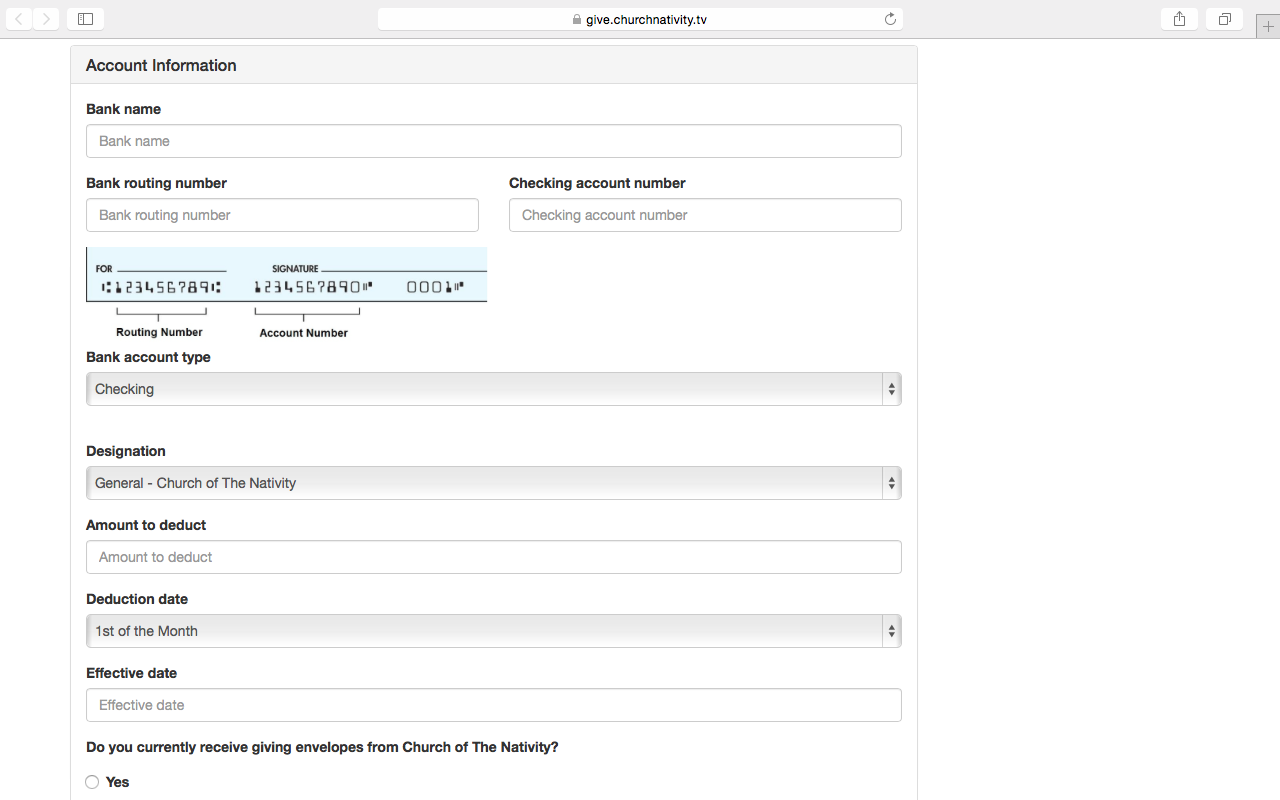 give.churchnativity.tv
Account Information
Bank name
Bank name
Bank routing number
Checking account number
Bank routing number
Checking account number
FOR
SIGNATURE
⑆123456789⑆ 1234567890⑈ 0001⑈
Routing Number
Account Number
Bank account type
Checking
Designation
General - Church of The Nativity
Amount to deduct
Amount to deduct
Deduction date
1st of the Month
Effective date
Effective date
Do you currently receive giving envelopes from Church of The Nativity?
Yes